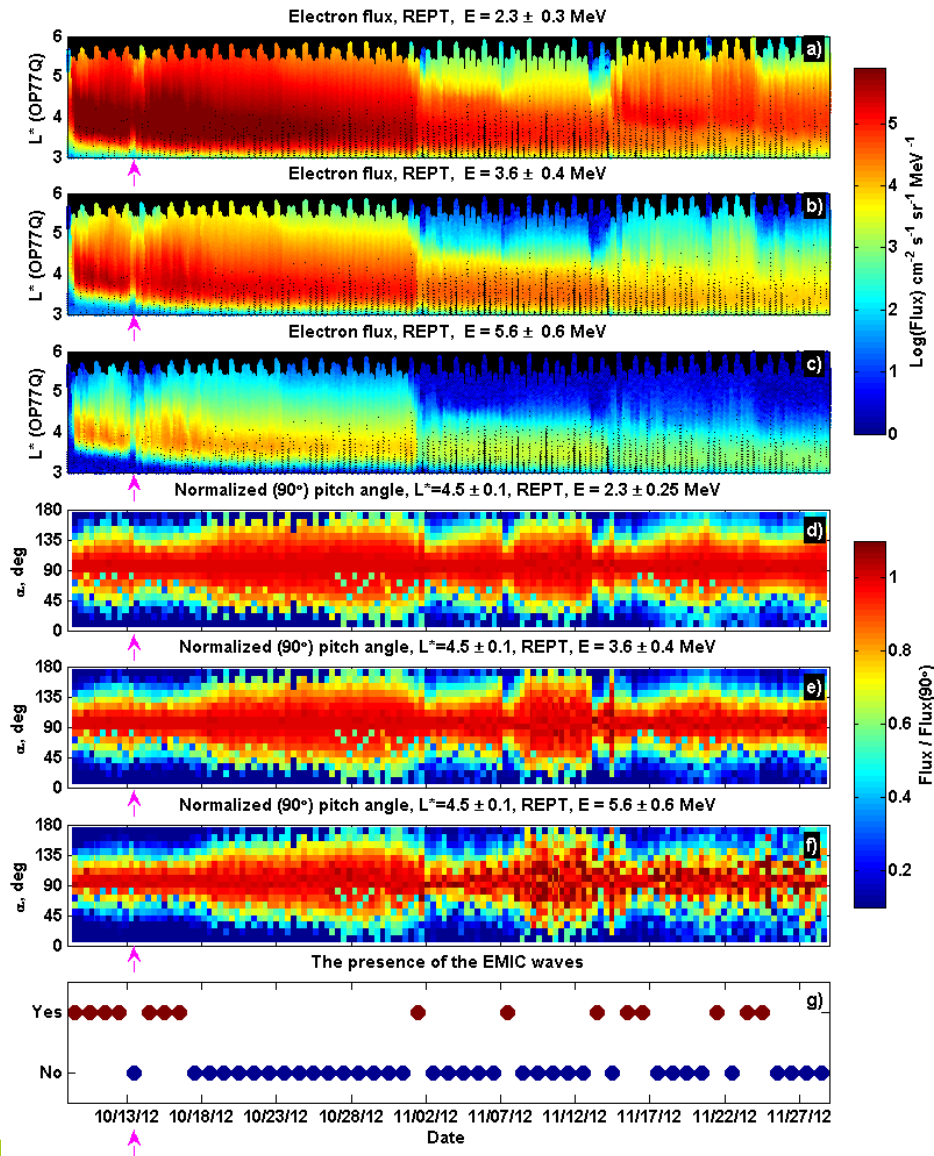 Electron flux, REPT, E = 2.3 ± 0.3 MeV
6
5
4
3
L* (OP77Q)
a)
Electron flux, REPT, E = 3.6 ± 0.4 MeV
6
5
4
3
L* (OP77Q)
b)
Electron flux, REPT, E = 5.6 ± 0.6 MeV
6
5
4
3
L* (OP77Q)
c)
5
4
3
2
1
0
Log(Flux) cm⁻² s⁻¹ sr⁻¹ MeV⁻¹
Normalized (90°) pitch angle, L*=4.5 ± 0.1, REPT, E = 2.3 ± 0.25 MeV
180
135
90
45
0
α, deg
d)
Normalized (90°) pitch angle, L*=4.5 ± 0.1, REPT, E = 3.6 ± 0.4 MeV
180
135
90
45
0
α, deg
e)
Normalized (90°) pitch angle, L*=4.5 ± 0.1, REPT, E = 5.6 ± 0.6 MeV
180
135
90
45
0
α, deg
f)
1
0.8
0.6
0.4
0.2
Flux / Flux(90°)
The presence of the EMIC waves
g)
Yes
No
10/13/12 10/18/12 10/23/12 10/28/12 11/02/12 11/07/12 11/12/12 11/17/12 11/22/12 11/27/12
Date